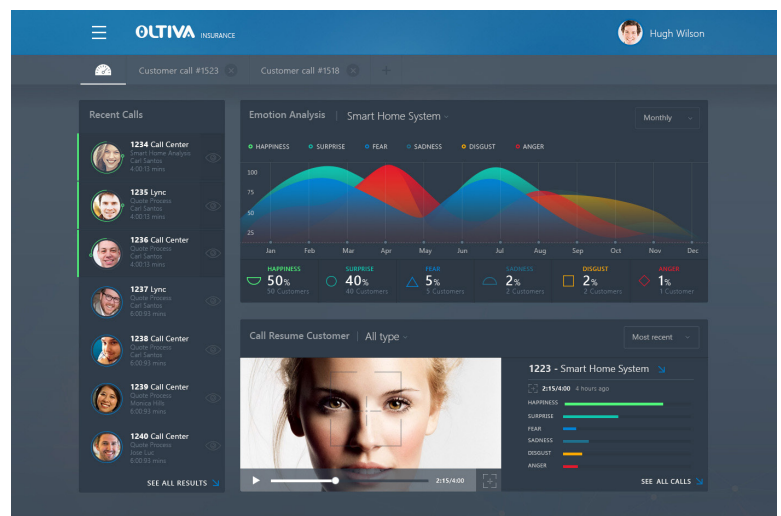 OLTIVA INSURANCE
Hugh Wilson
Customer call #1523
Customer call #1518
Recent Calls
1234 Call Center
Smart Home Analysis
Carl Santos
4:00:13 mins
1235 Lync
Quote Process
Carl Santos
4:00:13 mins
1236 Call Center
Quote Process
Carl Santos
4:00:13 mins
1237 Lync
Quote Process
Carl Santos
6:00:93 mins
1238 Call Center
Quote Process
Carl Santos
6:00:93 mins
1239 Call Center
Quote Process
Monica Hills
6:00:93 mins
1240 Call Center
Quote Process
Jose Luc
6:00:93 mins
SEE ALL RESULTS
Emotion Analysis | Smart Home System
Monthly
HAPPINESS SURPRISE FEAR SADNESS DISGUST ANGER
100
75
50
25
Jan Feb Mar Apr May Jun Jul Aug Sep Oct Nov Dec
HAPPINESS
50%
50 Customers
SURPRISE
40%
40 Customers
FEAR
5%
5 Customers
SADNESS
2%
2 Customers
DISGUST
2%
2 Customers
ANGER
1%
1 Customer
Call Resume Customer | All type
Most recent
2:15/4:00
1223 - Smart Home System
2:15/4:00 4 hours ago
HAPPINESS
SURPRISE
FEAR
SADNESS
DISGUST
ANGER
SEE ALL CALLS